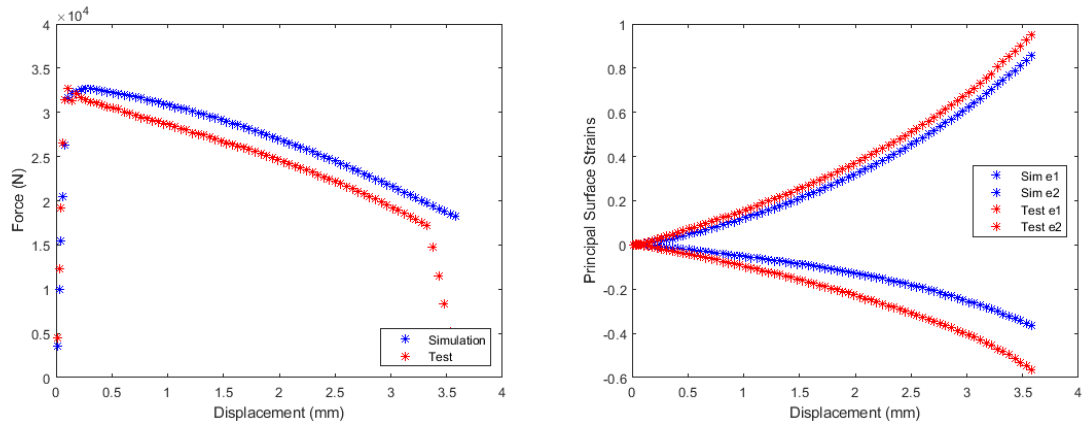 ×10⁴
4
3.5
3
2.5
2
1.5
1
0.5
0
Force (N)
0 0.5 1 1.5 2 2.5 3 3.5 4
Displacement (mm)
Simulation
Test
1
0.8
0.6
0.4
0.2
0
-0.2
-0.4
-0.6
Principal Surface Strains
0 0.5 1 1.5 2 2.5 3 3.5 4
Displacement (mm)
Sim e1
Sim e2
Test e1
Test e2